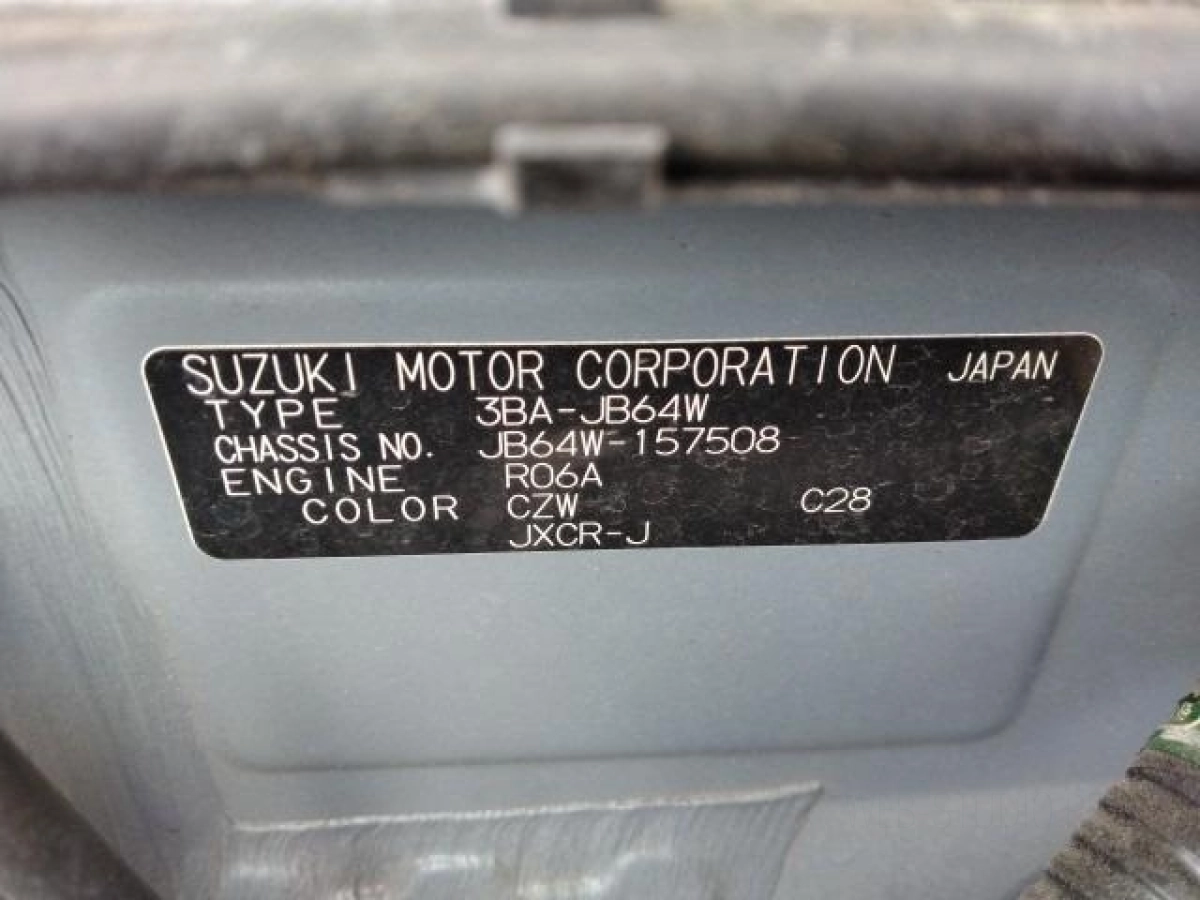 SUZUKI MOTOR CORPORATION JAPAN
TYPE 3BA-JB64W
CHASSIS NO. JB64W-157508
ENGINE R06A
COLOR CZW C28
JXCR-J